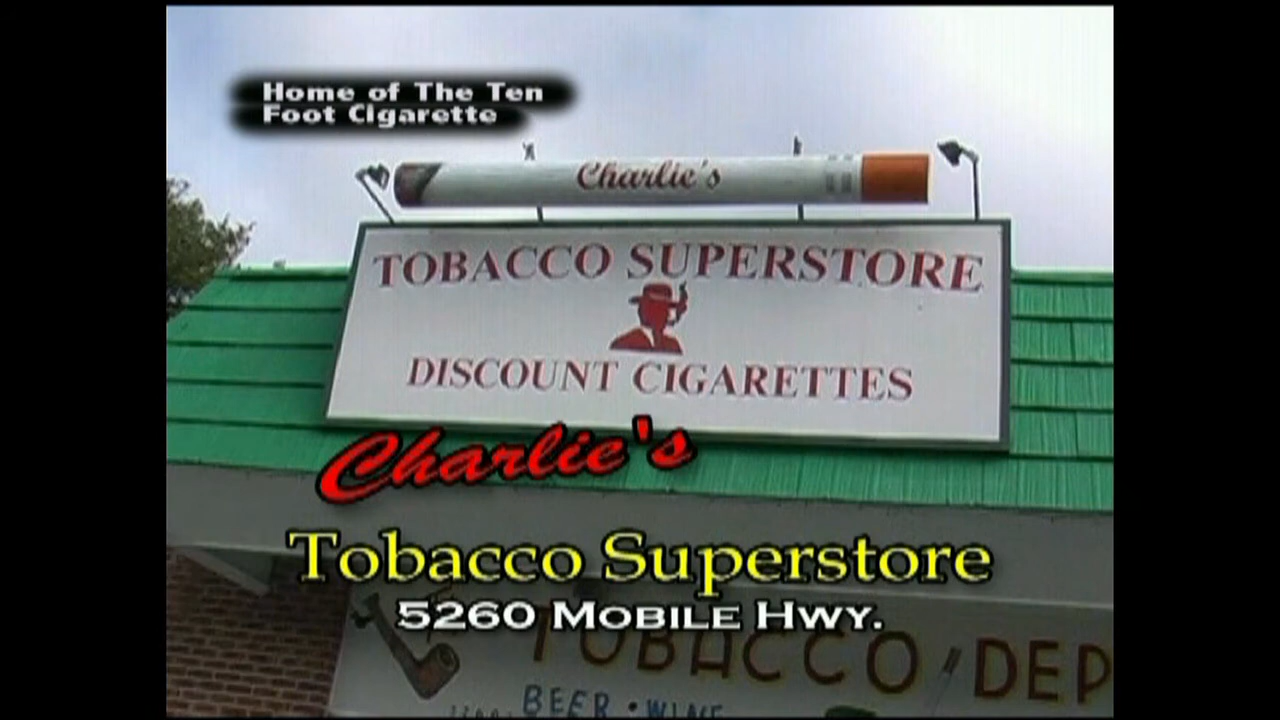 Home of The Ten
Foot Cigarette
Charlie's
TOBACCO SUPERSTORE
DISCOUNT CIGARETTES
Charlie's
Tobacco Superstore
5260 MOBILE HWY.
TOBACCO DEP
BEER • WINE